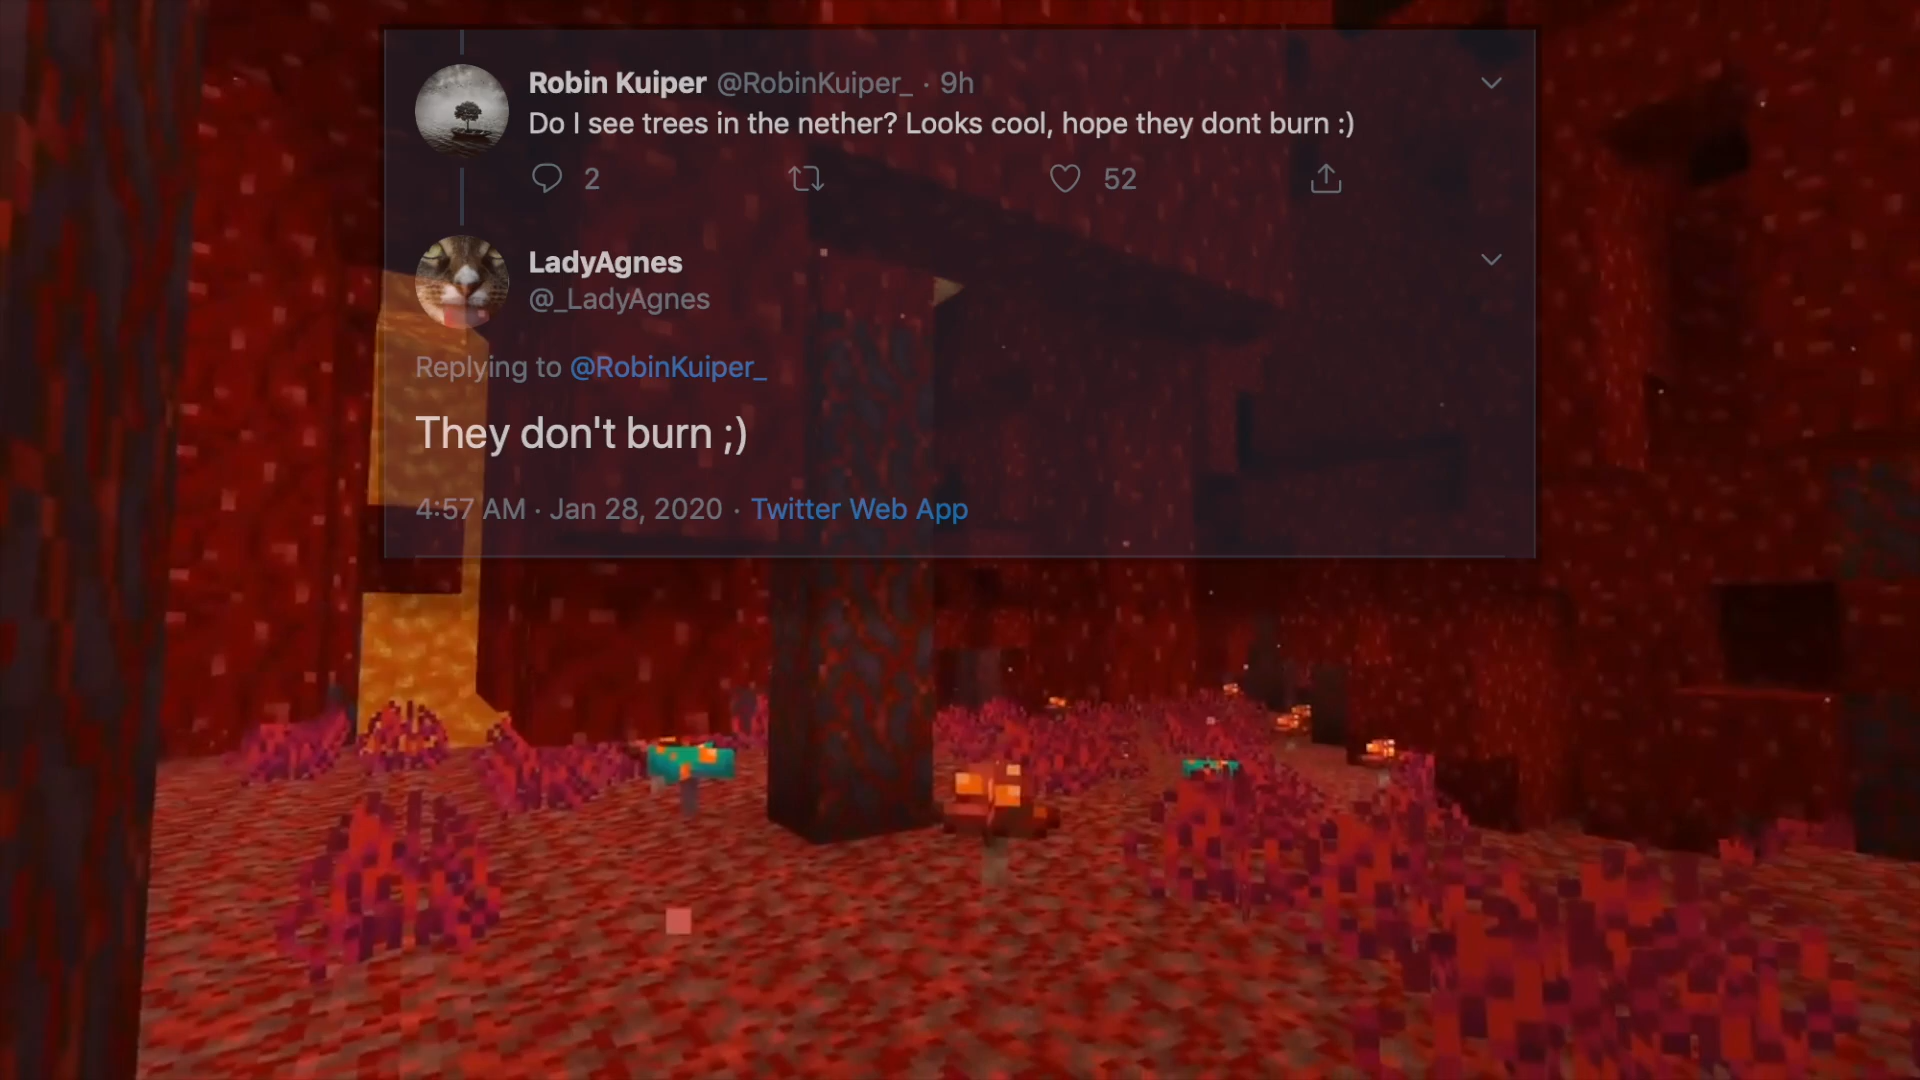 Robin Kuiper @RobinKuiper_ · 9h
Do I see trees in the nether? Looks cool, hope they dont burn :)
2 52
LadyAgnes
@_LadyAgnes
Replying to @RobinKuiper_
They don't burn ;)
4:57 AM · Jan 28, 2020 · Twitter Web App